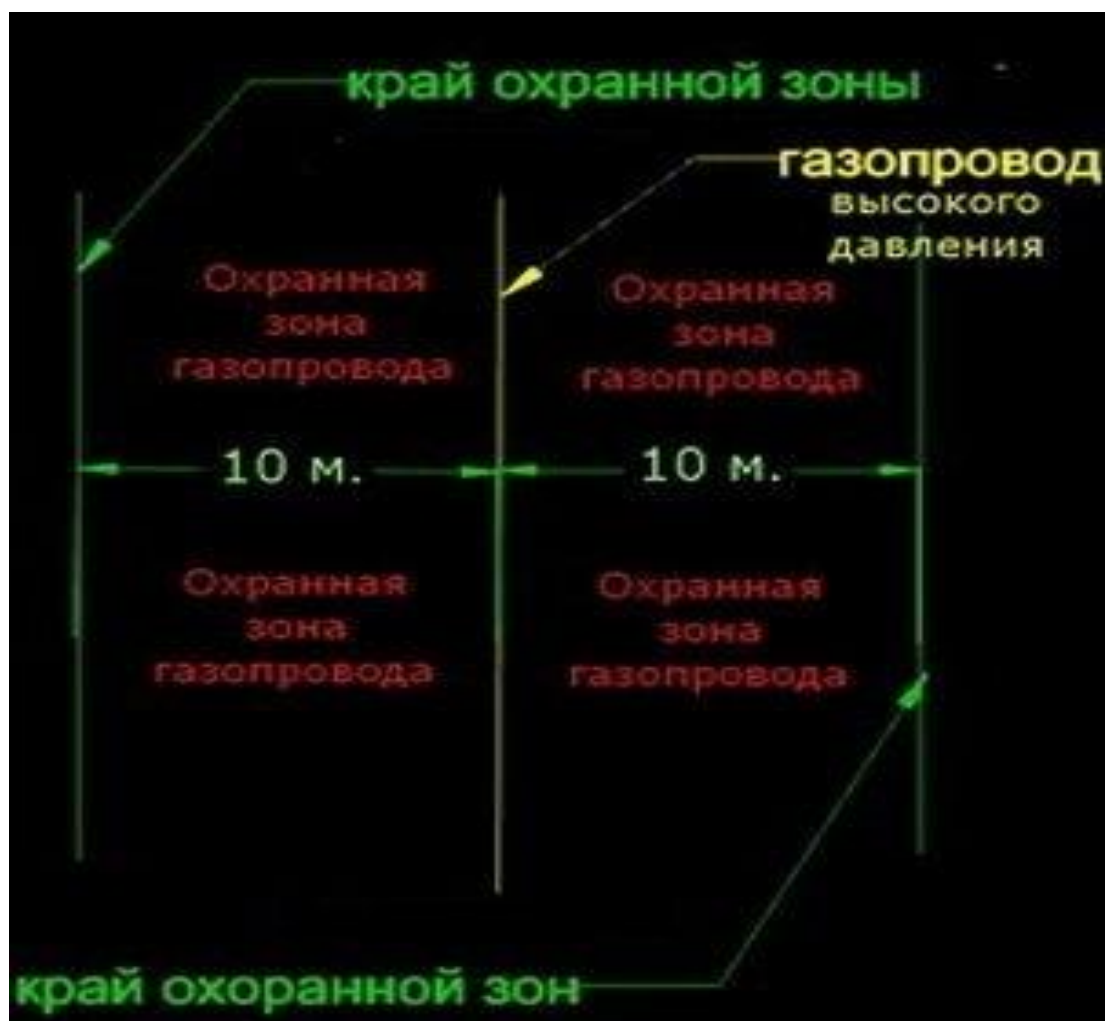 край охранной зоны
газопровод
высокого
давления
Охранная
зона
газопровода
Охранная
зона
газопровода
10 м.
10 м.
Охранная
зона
газопровода
Охранная
зона
газопровода
край охоранной зон